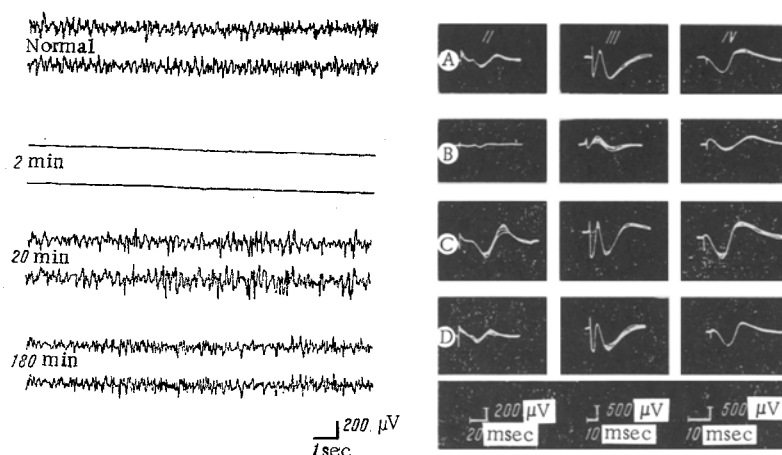 Normal
2 min
20 min
180 min
200 μV
1 sec
II III IV
A
B
C
D
200 μV 500 μV 500 μV
20 msec 10 msec 10 msec